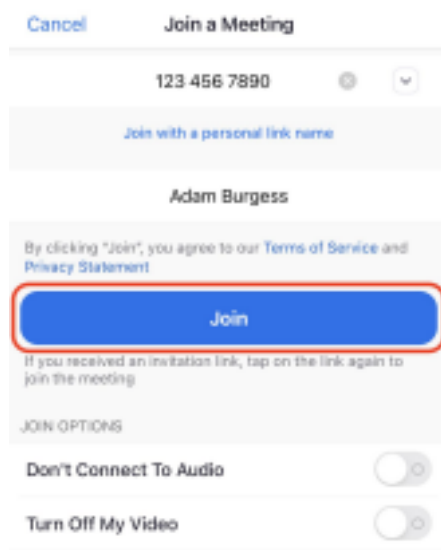 Cancel Join a Meeting
123 456 7890
Join with a personal link name
Adam Burgess
By clicking "Join", you agree to our Terms of Service and
Privacy Statement
Join
If you received an invitation link, tap on the link again to
join the meeting
JOIN OPTIONS
Don't Connect To Audio
Turn Off My Video